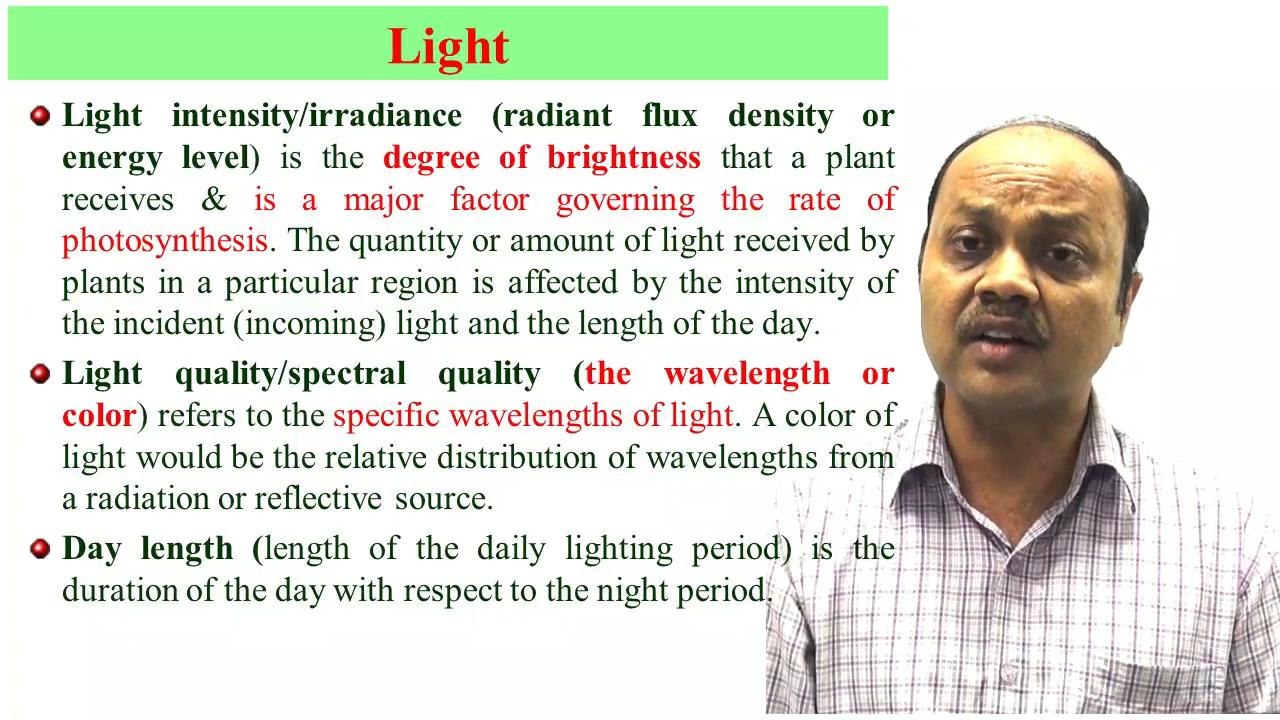 Light
Light intensity/irradiance (radiant flux density or
energy level) is the degree of brightness that a plant
receives & is a major factor governing the rate of
photosynthesis. The quantity or amount of light received by
plants in a particular region is affected by the intensity of
the incident (incoming) light and the length of the day.
Light quality/spectral quality (the wavelength or
color) refers to the specific wavelengths of light. A color of
light would be the relative distribution of wavelengths from
a radiation or reflective source.
Day length (length of the daily lighting period) is the
duration of the day with respect to the night period.